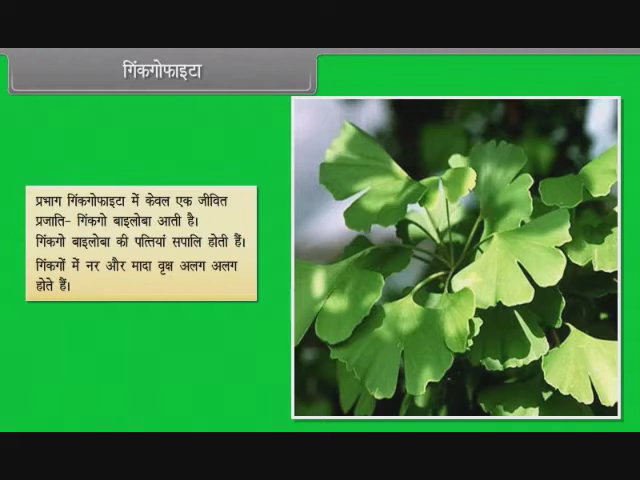 गिंकगोफाइटा
प्रभाग गिंकगोफाइटा में केवल एक जीवित
प्रजाति- गिंकगो बाइलोबा आती है।
गिंकगो बाइलोबा की पत्तियां सपालि होती हैं।
गिंकगों में नर और मादा वृक्ष अलग अलग
होते हैं।